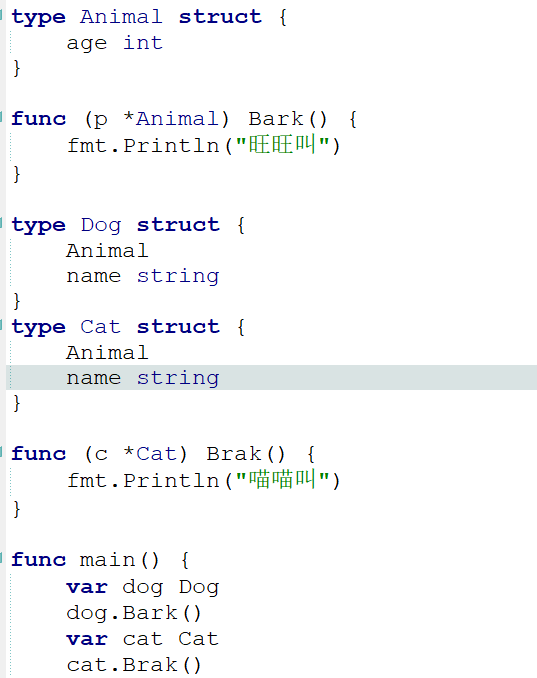 type Animal struct {
    age int
}

func (p *Animal) Bark() {
    fmt.Println("旺旺叫")
}

type Dog struct {
    Animal
    name string
}
type Cat struct {
    Animal
    name string
}

func (c *Cat) Brak() {
    fmt.Println("喵喵叫")
}

func main() {
    var dog Dog
    dog.Bark()
    var cat Cat
    cat.Brak()